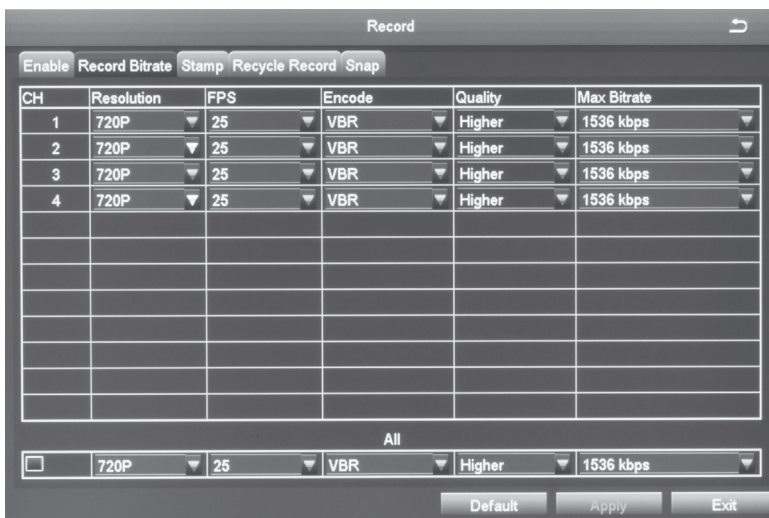 Record
Enable Record Bitrate Stamp Recycle Record Snap
CH Resolution FPS Encode Quality Max Bitrate
1 720P 25 VBR Higher 1536 kbps
2 720P 25 VBR Higher 1536 kbps
3 720P 25 VBR Higher 1536 kbps
4 720P 25 VBR Higher 1536 kbps
All
720P 25 VBR Higher 1536 kbps
Default Apply Exit